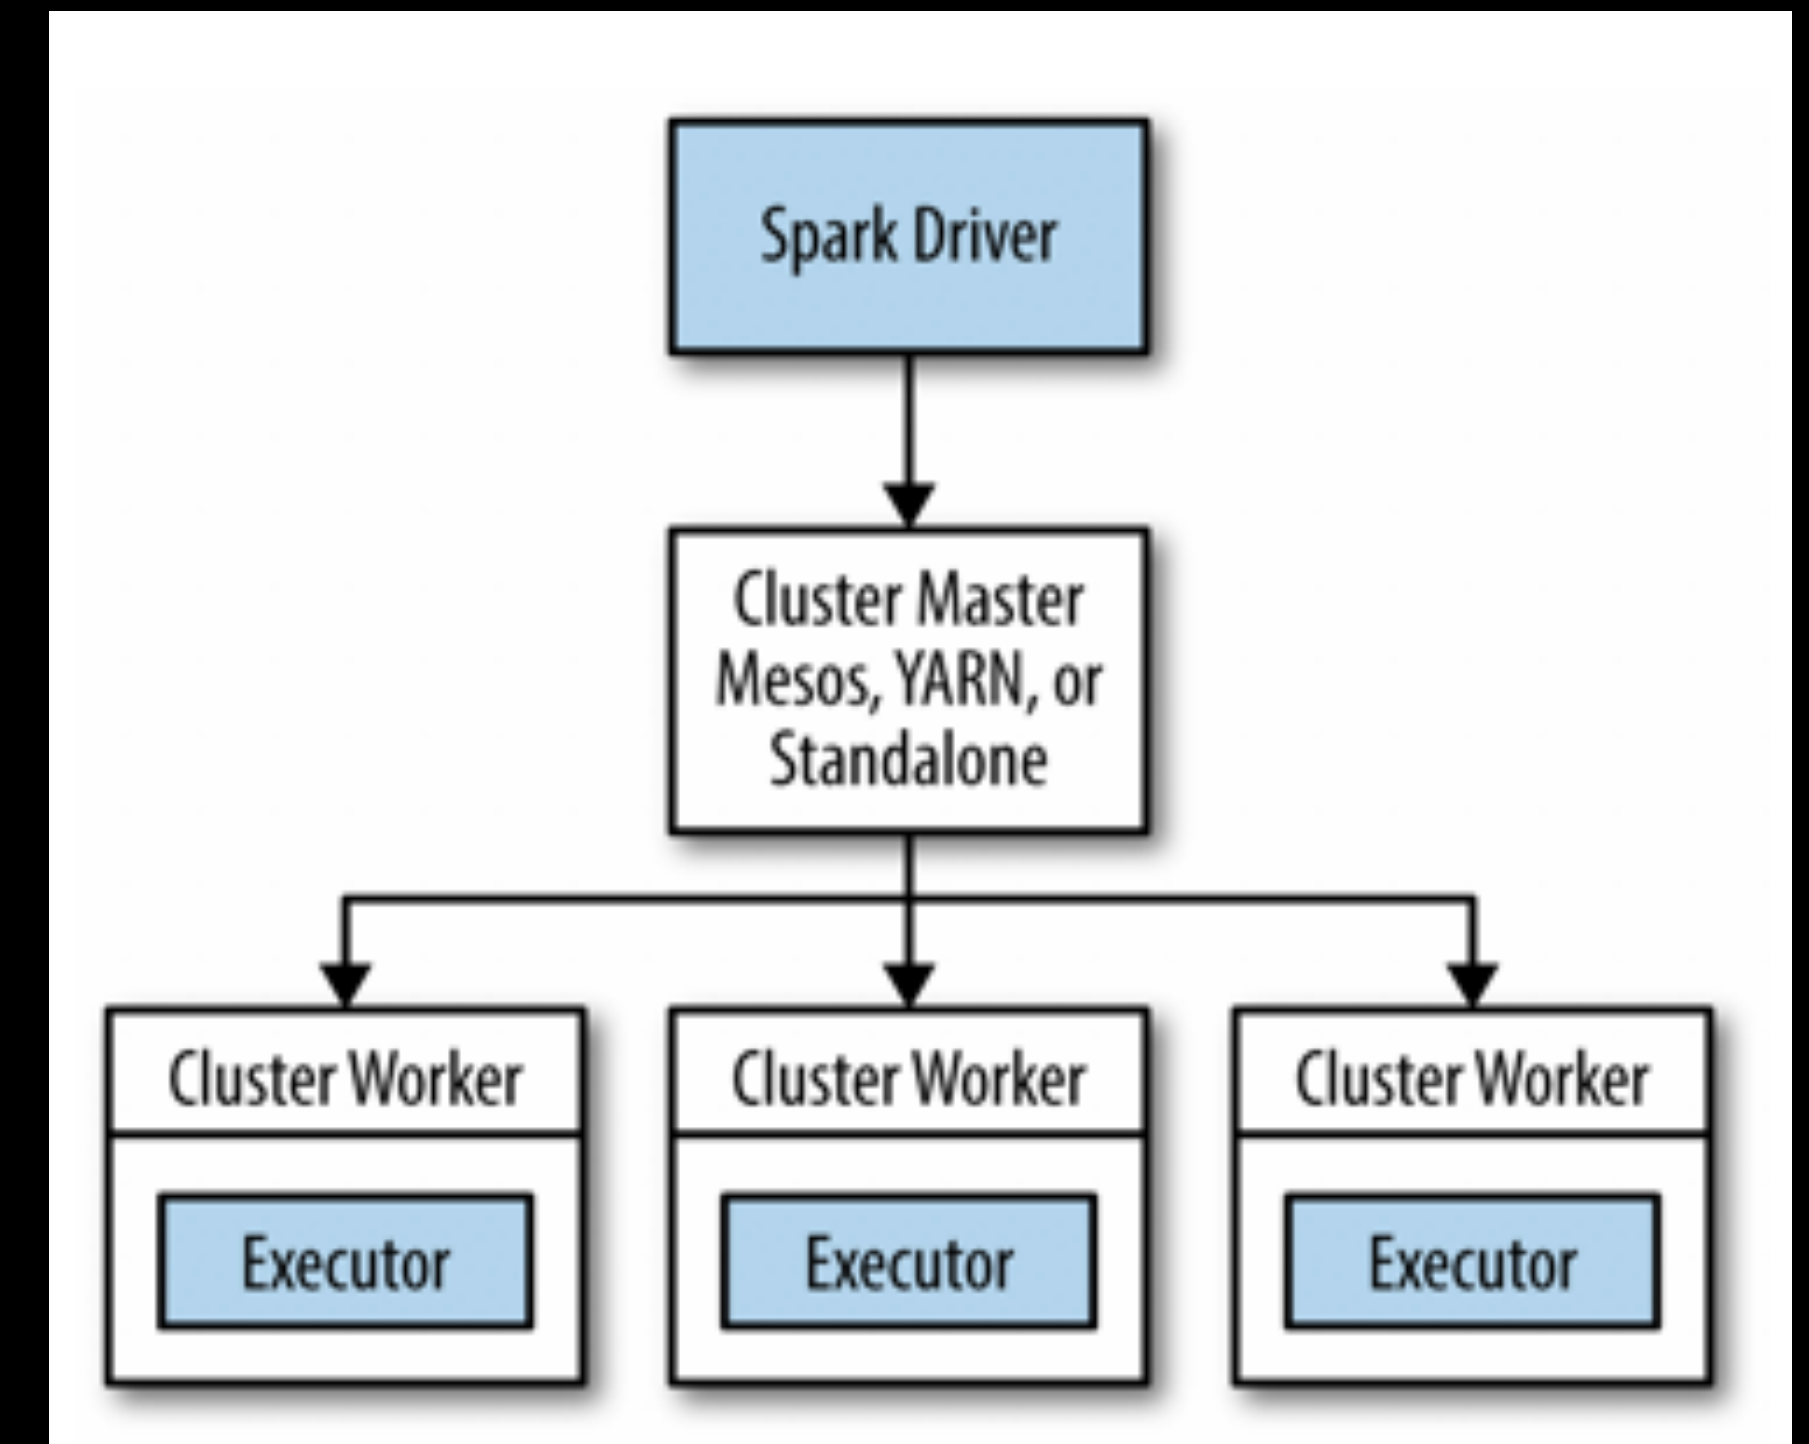 Spark Driver
Cluster Master
Mesos, YARN, or
Standalone
Cluster Worker
Cluster Worker
Cluster Worker
Executor
Executor
Executor